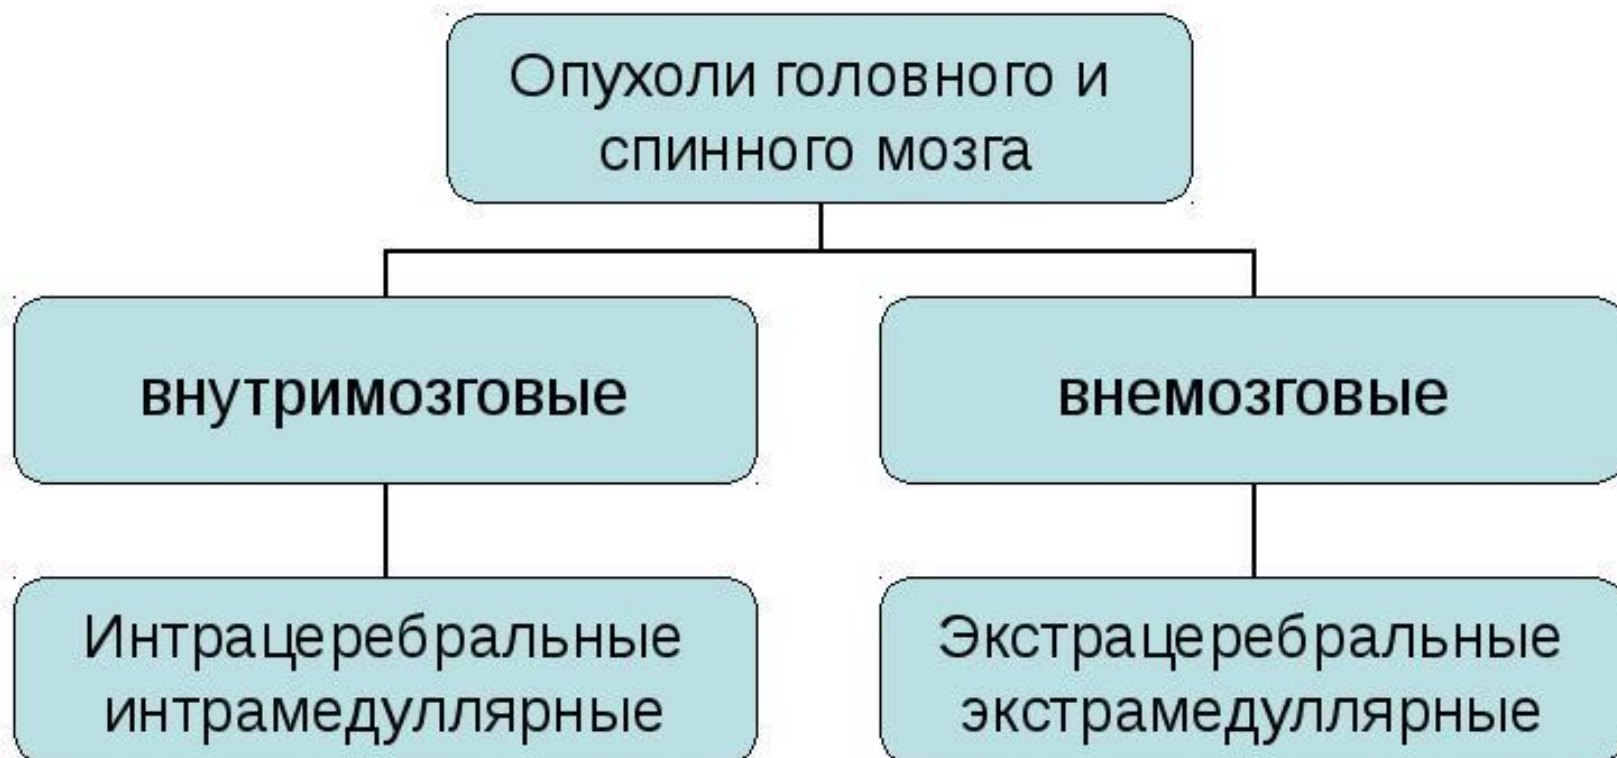 Опухоли головного и
спинного мозга
внутримозговые
внемозговые
Интрацеребральные
интрамедуллярные
Экстрацеребральные
экстрамедуллярные